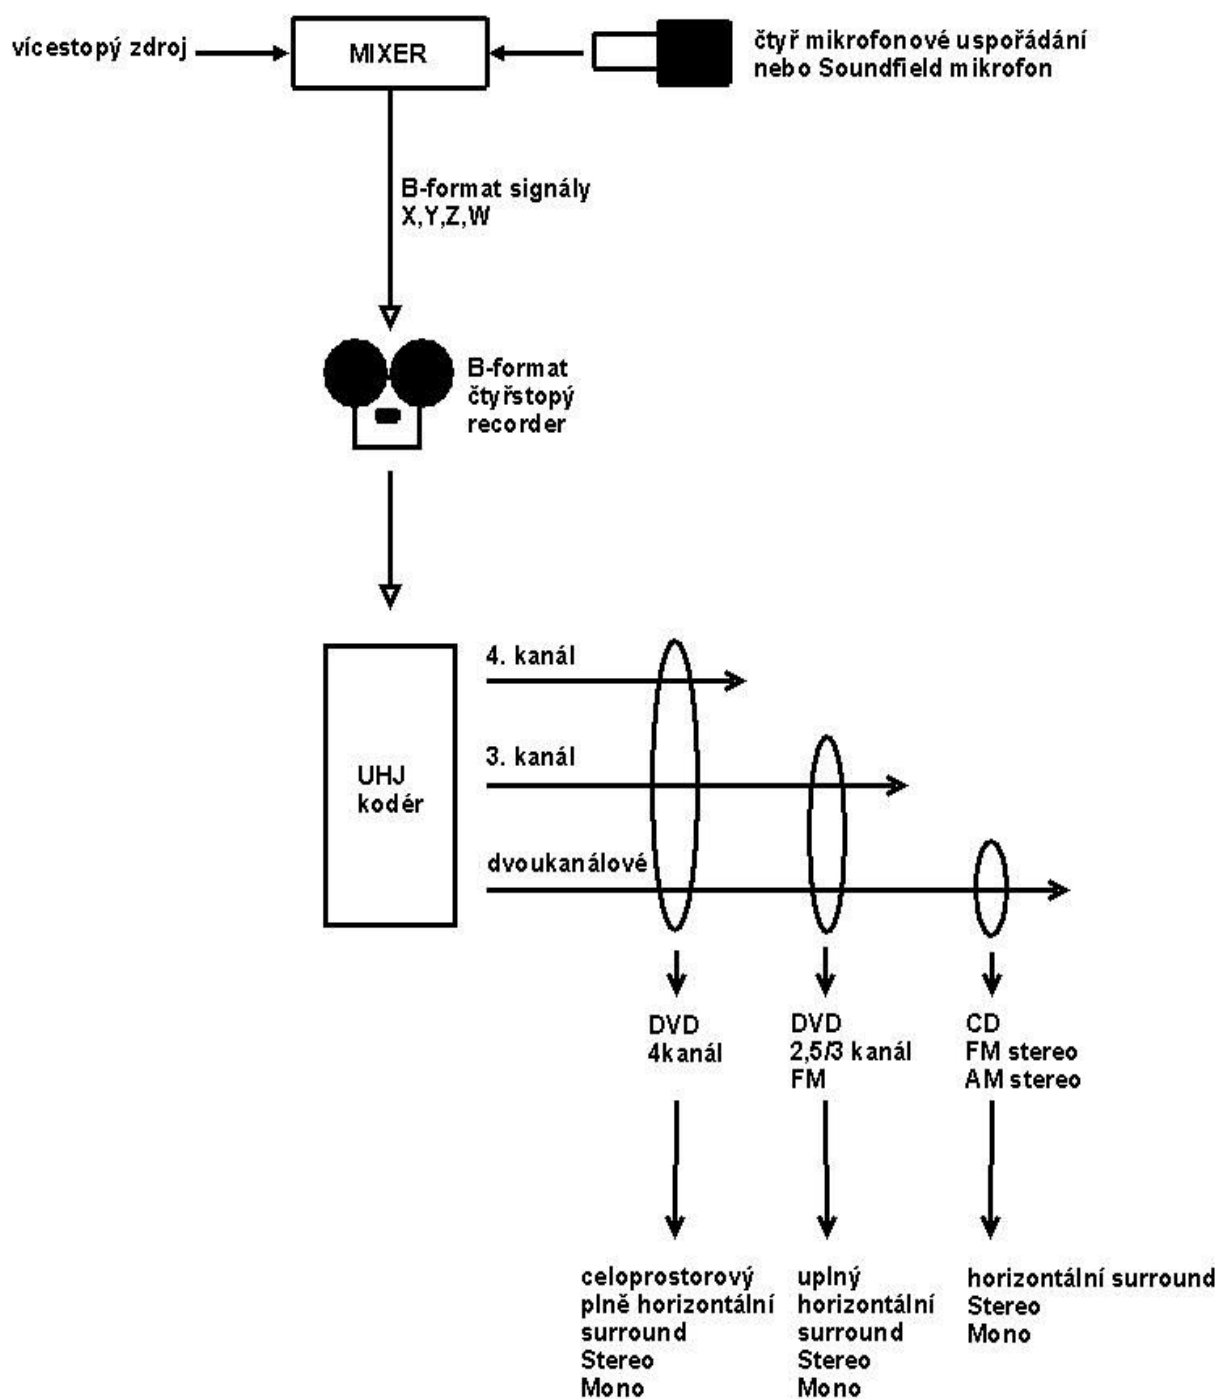 vícestopý zdroj
MIXER
čtyř mikrofonové uspořádání
nebo Soundfield mikrofon
B-format signály
X,Y,Z,W
B-format
čtyřstopý
recorder
UHJ
kodér
4. kanál
3. kanál
dvoukanálové
DVD
4kanál
DVD
2,5/3 kanál
FM
CD
FM stereo
AM stereo
celoprostorový
plně horizontální
surround
Stereo
Mono
uplný
horizontální
surround
Stereo
Mono
horizontální surround
Stereo
Mono